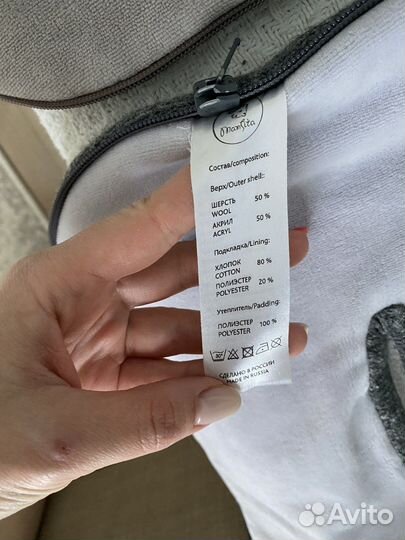 Mansita
Состав/composition:
Верх/Outer shell:
ШЕРСТЬ 50 %
WOOL
АКРИЛ 50 %
ACRYL
Подкладка/Lining:
ХЛОПОК 80 %
COTTON
ПОЛИЭСТЕР 20 %
POLYESTER
Утеплитель/Padding:
ПОЛИЭСТЕР 100 %
POLYESTER
30°
СДЕЛАНО В РОССИИ
MADE IN RUSSIA
Avito